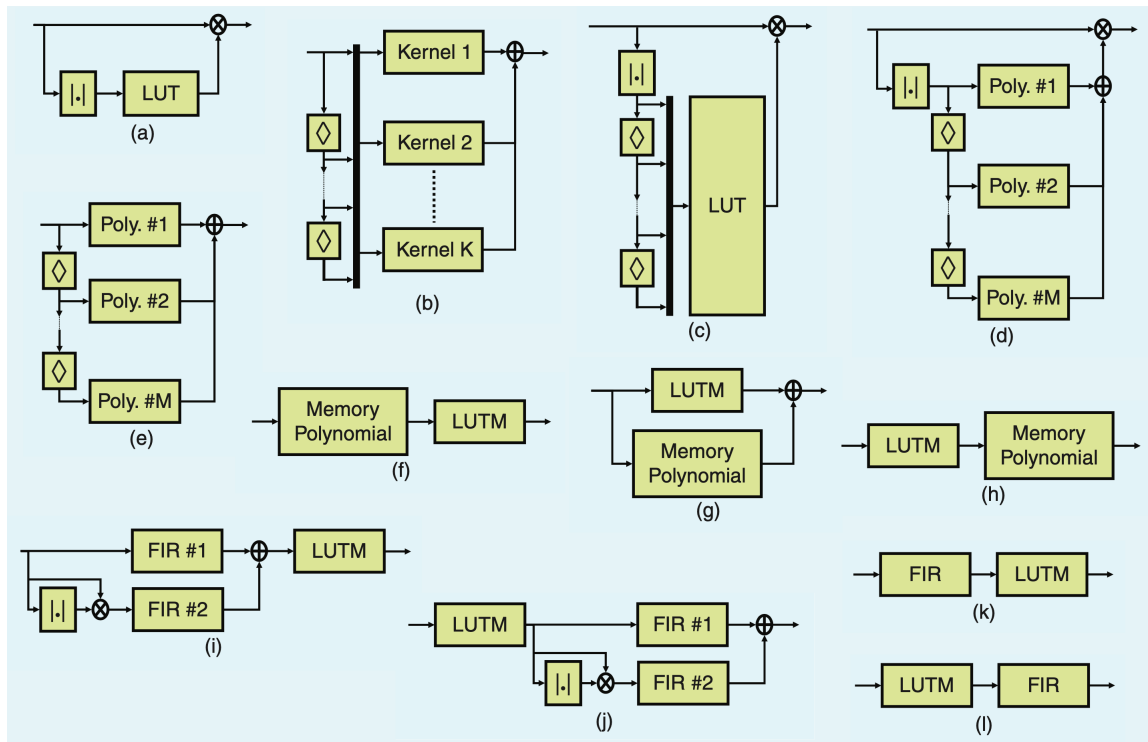 |.|
LUT
(a)
Kernel 1
Kernel 2
Kernel K
(b)
|.|
LUT
(c)
|.|
Poly. #1
Poly. #2
Poly. #M
(d)
Poly. #1
Poly. #2
Poly. #M
(e)
Memory
Polynomial
LUTM
(f)
LUTM
Memory
Polynomial
(g)
LUTM
Memory
Polynomial
(h)
FIR #1
LUTM
|.|
FIR #2
(i)
LUTM
FIR #1
|.|
FIR #2
(j)
FIR
LUTM
(k)
LUTM
FIR
(l)